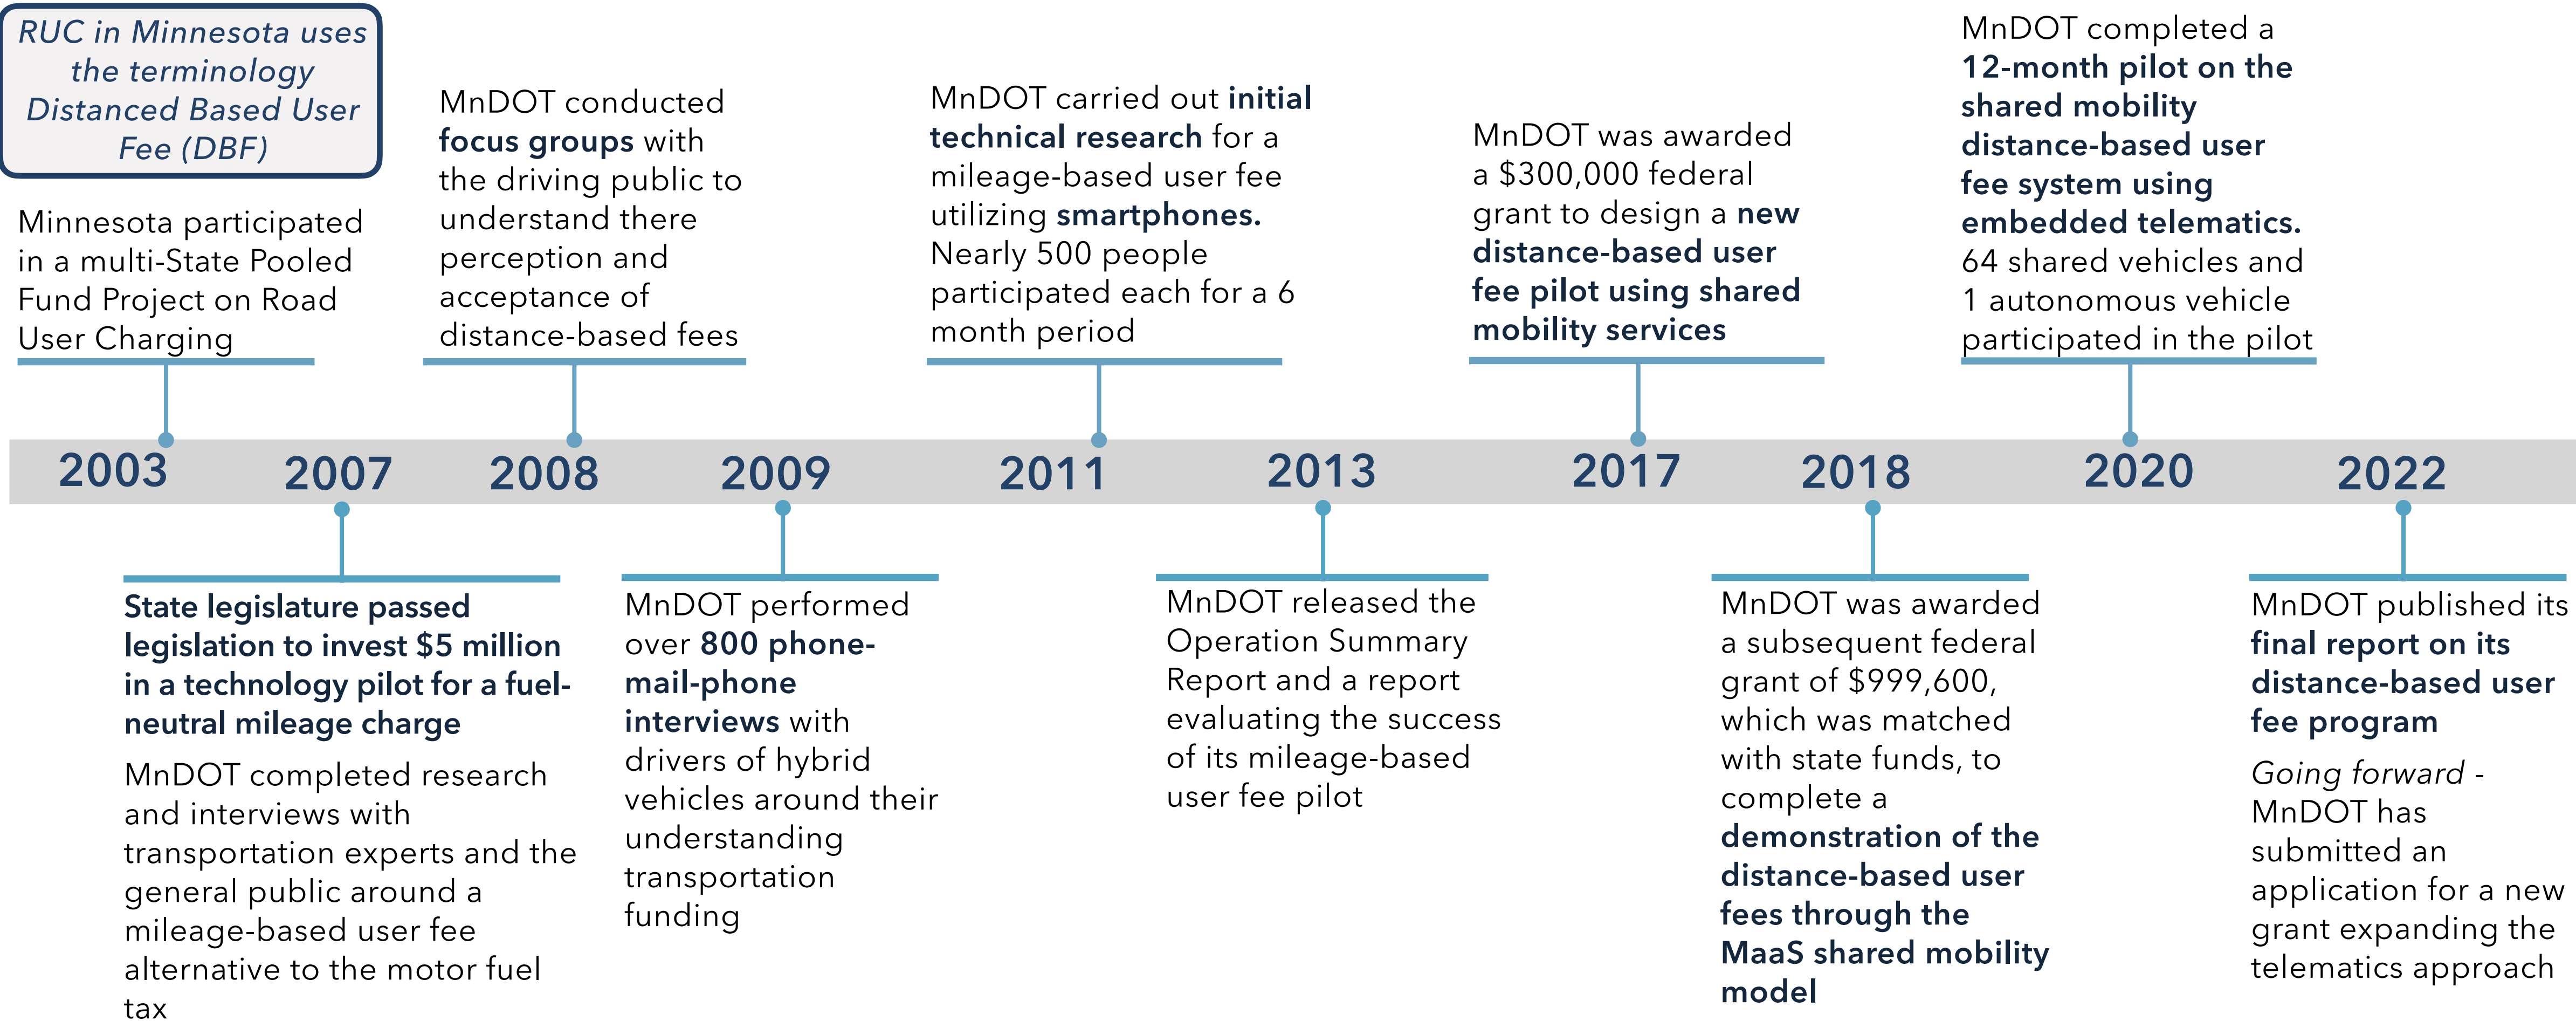 RUC in Minnesota uses
the terminology
Distanced Based User
Fee (DBF)
Minnesota participated
in a multi-State Pooled
Fund Project on Road
User Charging
MnDOT conducted
focus groups with
the driving public to
understand there
perception and
acceptance of
distance-based fees
MnDOT carried out initial
technical research for a
mileage-based user fee
utilizing smartphones.
Nearly 500 people
participated each for a 6
month period
MnDOT was awarded
a $300,000 federal
grant to design a new
distance-based user
fee pilot using shared
mobility services
MnDOT completed a
12-month pilot on the
shared mobility
distance-based user
fee system using
embedded telematics.
64 shared vehicles and
1 autonomous vehicle
participated in the pilot
2003 2007 2008 2009 2011 2013 2017 2018 2020 2022
State legislature passed
legislation to invest $5 million
in a technology pilot for a fuel-
neutral mileage charge
MnDOT completed research
and interviews with
transportation experts and the
general public around a
mileage-based user fee
alternative to the motor fuel
tax
MnDOT performed
over 800 phone-
mail-phone
interviews with
drivers of hybrid
vehicles around their
understanding
transportation
funding
MnDOT released the
Operation Summary
Report and a report
evaluating the success
of its mileage-based
user fee pilot
MnDOT was awarded
a subsequent federal
grant of $999,600,
which was matched
with state funds, to
complete a
demonstration of the
distance-based user
fees through the
MaaS shared mobility
model
MnDOT published its
final report on its
distance-based user
fee program
Going forward -
MnDOT has
submitted an
application for a new
grant expanding the
telematics approach